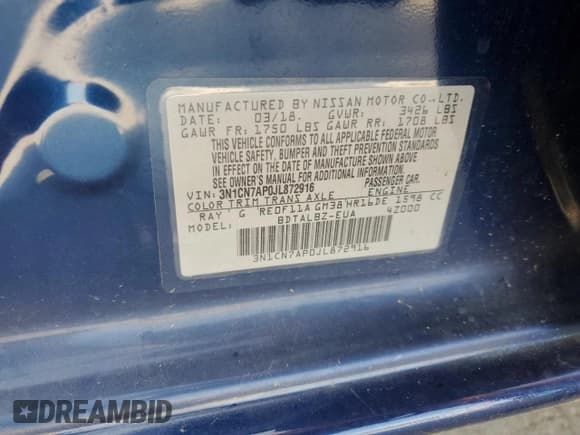 MANUFACTURED BY NISSAN MOTOR CO.,LTD.
DATE: 03/18. GVWR: 3426 LBS
GAWR FR: 1750 LBS GAWR RR: 1708 LBS
THIS VEHICLE CONFORMS TO ALL APPLICABLE FEDERAL MOTOR
VEHICLE SAFETY, BUMPER AND THEFT PREVENTION STANDARDS
IN EFFECT ON THE DATE OF MANUFACTURE SHOWN ABOVE.
SEE OWNER'S MANUAL FOR ADDITIONAL INFORMATION.
VIN: 3N1CN7AP0JL872916 PASSENGER CAR.
COLOR TRIM TRANS AXLE ENGINE
RAY G RE0F11A GM38 HR16DE 1598 CC
BDTALBZ-EUA 42000
3N1CN7AP0JL872916
DREAMBID